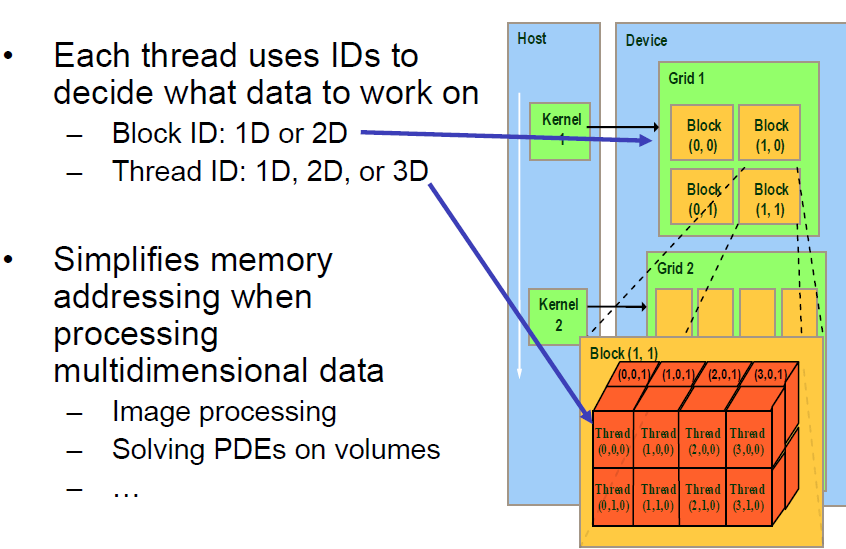 • Each thread uses IDs to
decide what data to work on
– Block ID: 1D or 2D
– Thread ID: 1D, 2D, or 3D
• Simplifies memory
addressing when
processing
multidimensional data
– Image processing
– Solving PDEs on volumes
– …
Host
Device
Grid 1
Kernel
1
Block
(0, 0)
Block
(1, 0)
Block
(0, 1)
Block
(1, 1)
Grid 2
Kernel
2
Block (1, 1)
(0,0,1) (1,0,1) (2,0,1) (3,0,1)
Thread
(0,0,0)
Thread
(1,0,0)
Thread
(2,0,0)
Thread
(3,0,0)
Thread
(0,1,0)
Thread
(1,1,0)
Thread
(2,1,0)
Thread
(3,1,0)